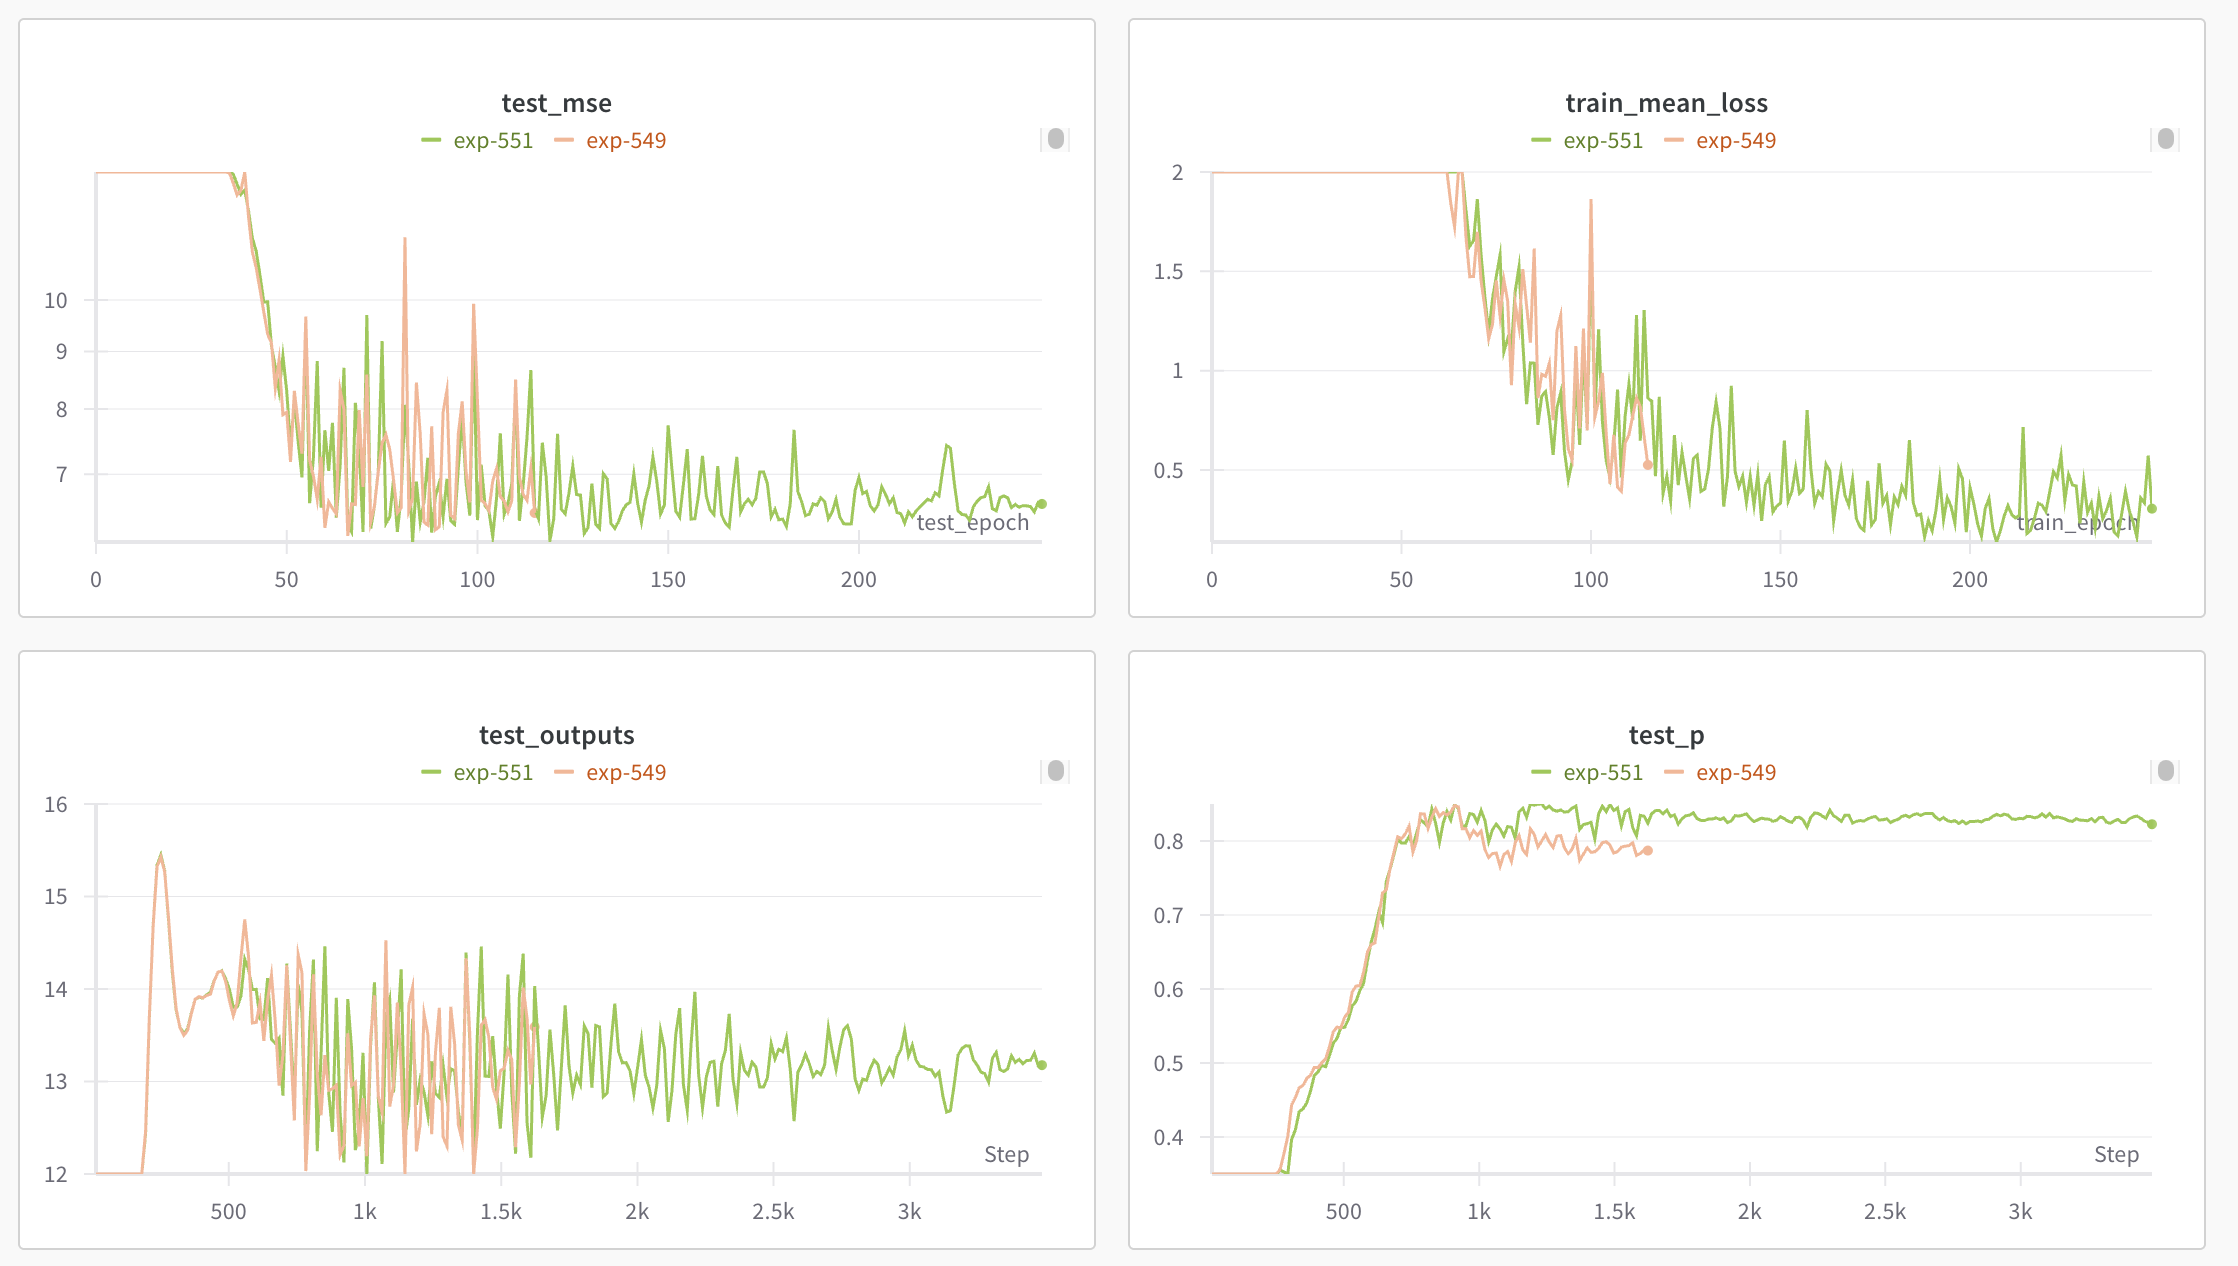 test_mse
exp-551 exp-549
10
9
8
7
test_epoch
0 50 100 150 200
train_mean_loss
exp-551 exp-549
2
1.5
1
0.5
train_epoch
0 50 100 150 200
test_outputs
exp-551 exp-549
16
15
14
13
12
Step
500 1k 1.5k 2k 2.5k 3k
test_p
exp-551 exp-549
0.8
0.7
0.6
0.5
0.4
Step
500 1k 1.5k 2k 2.5k 3k